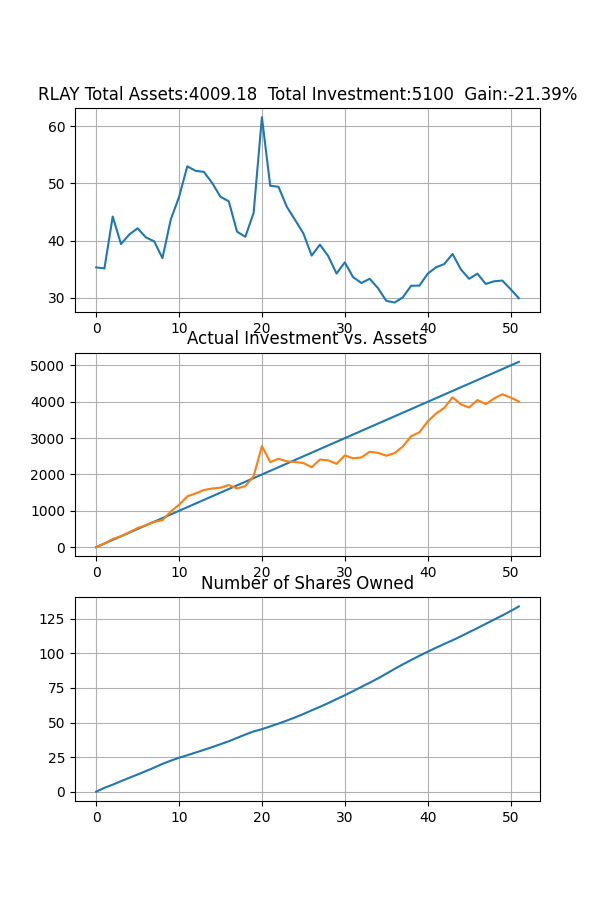 RLAY Total Assets:4009.18  Total Investment:5100  Gain:-21.39%
60
50
40
30
0 10 20 30 40 50
Actual Investment vs. Assets
5000
4000
3000
2000
1000
0
0 10 20 30 40 50
Number of Shares Owned
125
100
75
50
25
0
0 10 20 30 40 50